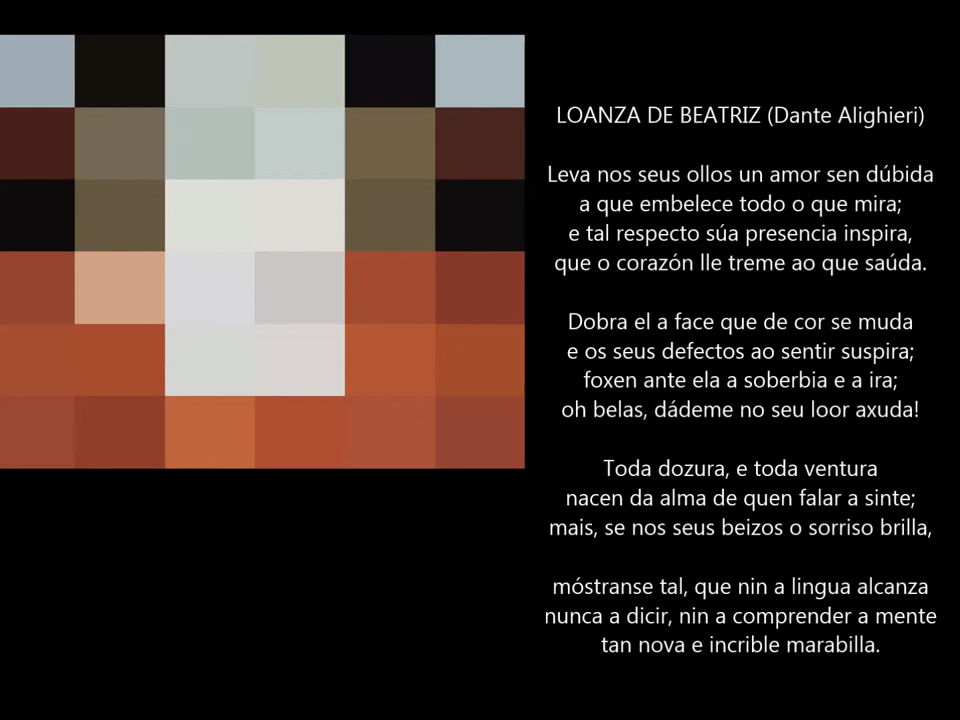 LOANZA DE BEATRIZ (Dante Alighieri)
Leva nos seus ollos un amor sen dúbida
a que embelece todo o que mira;
e tal respecto súa presencia inspira,
que o corazón lle treme ao que saúda.
Dobra el a face que de cor se muda
e os seus defectos ao sentir suspira;
foxen ante ela a soberbia e a ira;
oh belas, dádeme no seu loor axuda!
Toda dozura, e toda ventura
nacen da alma de quen falar a sinte;
mais, se nos seus beizos o sorriso brilla,
móstranse tal, que nin a lingua alcanza
nunca a dicir, nin a comprender a mente
tan nova e incrible marabilla.